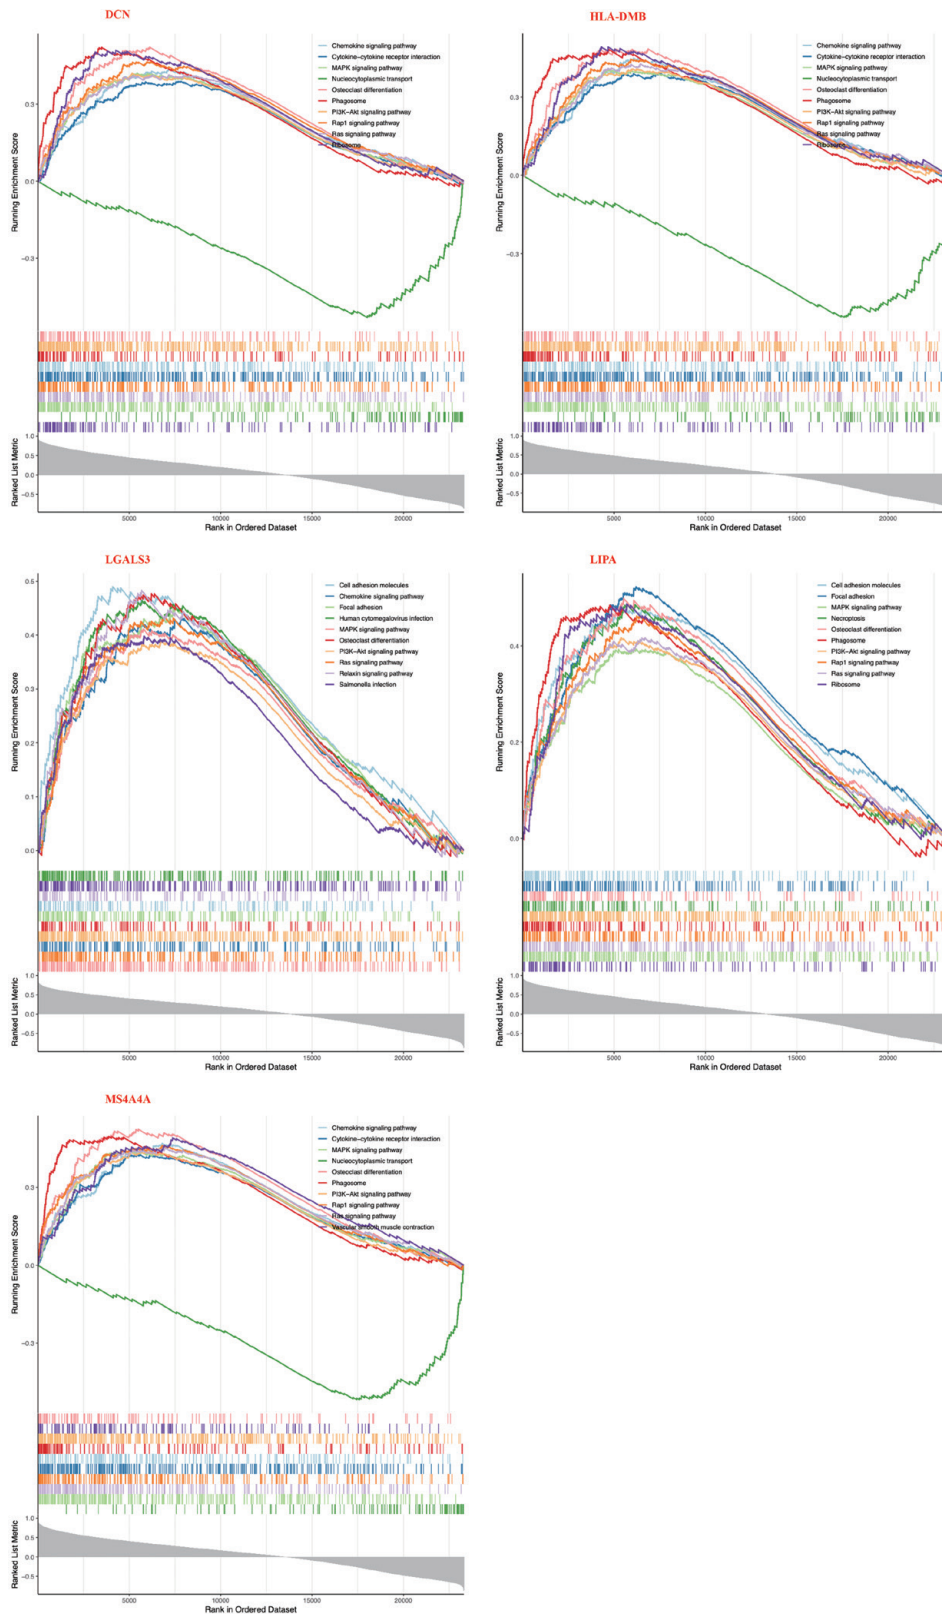 DCN
Chemokine signaling pathway
Cytokine−cytokine receptor interaction
MAPK signaling pathway
Nucleocytoplasmic transport
Osteoclast differentiation
Phagosome
PI3K−Akt signaling pathway
Rap1 signaling pathway
Ras signaling pathway
Ribosome
Running Enrichment Score
0.3
0.0
−0.3
Ranked List Metric
1.0
0.5
0.0
−0.5
5000 10000 15000 20000
Rank in Ordered Dataset
HLA-DMB
Chemokine signaling pathway
Cytokine−cytokine receptor interaction
MAPK signaling pathway
Nucleocytoplasmic transport
Osteoclast differentiation
Phagosome
PI3K−Akt signaling pathway
Rap1 signaling pathway
Ras signaling pathway
Ribosome
Running Enrichment Score
0.3
0.0
−0.3
Ranked List Metric
1.0
0.5
0.0
−0.5
5000 10000 15000 20000
Rank in Ordered Dataset
LGALS3
Cell adhesion molecules
Chemokine signaling pathway
Focal adhesion
Human cytomegalovirus infection
MAPK signaling pathway
Osteoclast differentiation
PI3K−Akt signaling pathway
Ras signaling pathway
Relaxin signaling pathway
Salmonella infection
Running Enrichment Score
0.5
0.4
0.3
0.2
0.1
0.0
Ranked List Metric
1.0
0.5
0.0
−0.5
5000 10000 15000 20000
Rank in Ordered Dataset
LIPA
Cell adhesion molecules
Focal adhesion
MAPK signaling pathway
Necroptosis
Osteoclast differentiation
Phagosome
PI3K−Akt signaling pathway
Rap1 signaling pathway
Ras signaling pathway
Ribosome
Running Enrichment Score
0.4
0.2
0.0
Ranked List Metric
1.0
0.5
0.0
−0.5
5000 10000 15000 20000
Rank in Ordered Dataset
MS4A4A
Chemokine signaling pathway
Cytokine−cytokine receptor interaction
MAPK signaling pathway
Nucleocytoplasmic transport
Osteoclast differentiation
Phagosome
PI3K−Akt signaling pathway
Rap1 signaling pathway
Ras signaling pathway
Vascular smooth muscle contraction
Running Enrichment Score
0.3
0.0
−0.3
Ranked List Metric
1.0
0.5
0.0
−0.5
5000 10000 15000 20000
Rank in Ordered Dataset